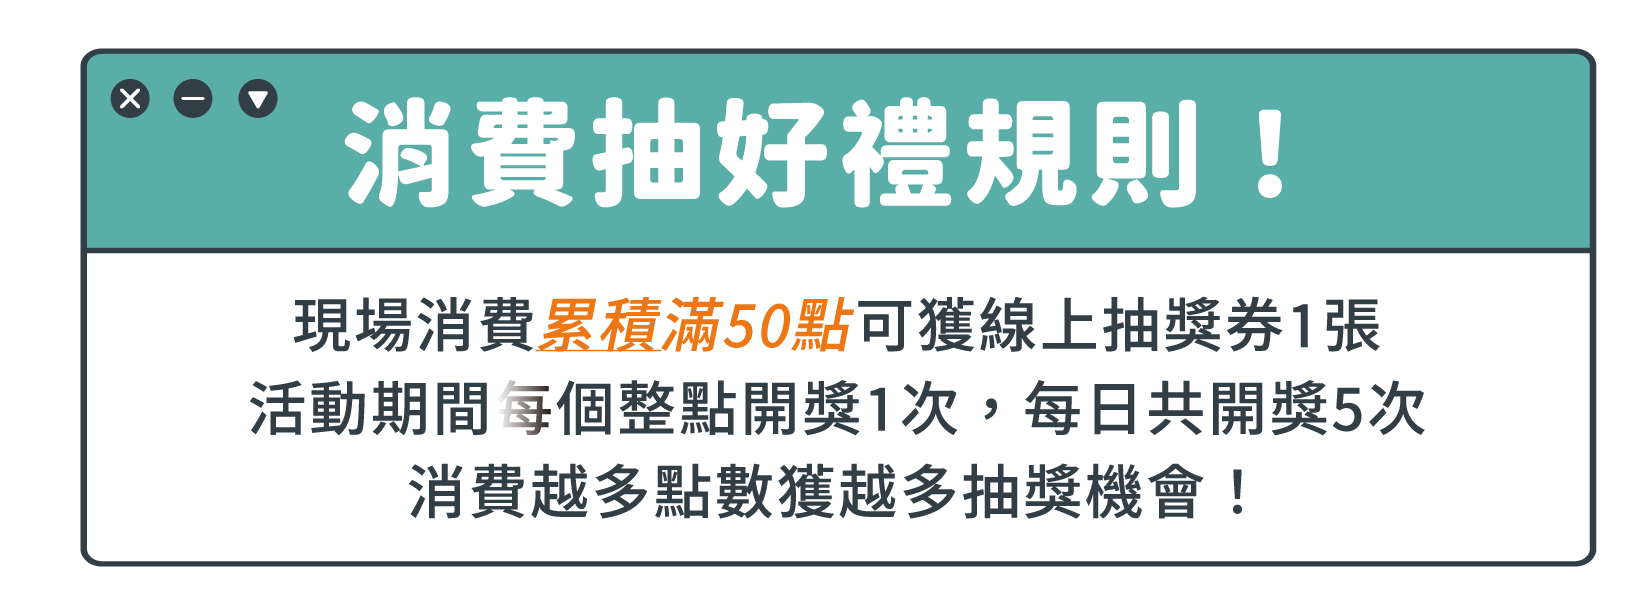 消費抽好禮規則！
現場消費累積滿50點可獲線上抽獎券1張
活動期間每個整點開獎1次，每日共開獎5次
消費越多點數獲越多抽獎機會！